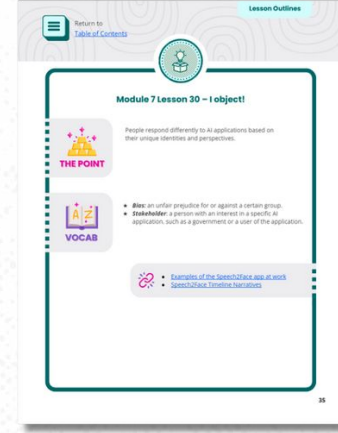 Lesson Outlines
Return to
Table of Contents
Module 7 Lesson 30 – I object!
THE POINT
People respond differently to AI applications based on
their unique identities and perspectives.
A Z
VOCAB
Bias: an unfair prejudice for or against a certain group.
Stakeholder: a person with an interest in a specific AI
application, such as a government or a user of the application.
Examples of the Speech2Face app at work
Speech2Face Timeline Narratives
35